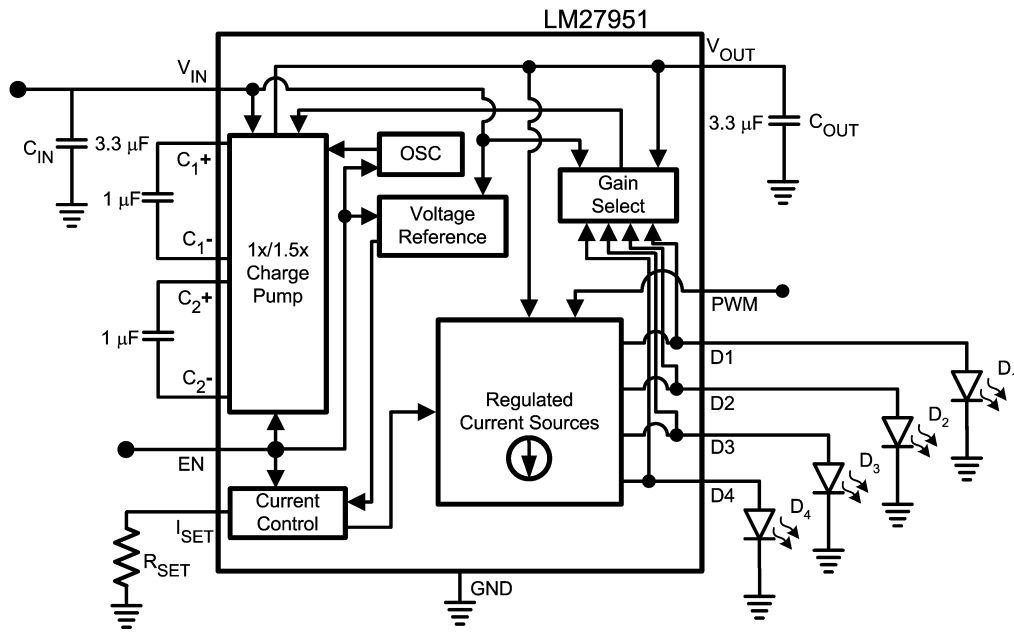 LM27951
VIN
VOUT
CIN
3.3 µF
3.3 µF
COUT
C1+
OSC
1 µF
Gain
Select
Voltage
Reference
C1-
1x/1.5x
Charge
Pump
C2+
PWM
1 µF
D1
C2-
D2
D2
Regulated
Current Sources
EN
D3
D3
D4
D4
Current
Control
ISET
RSET
GND